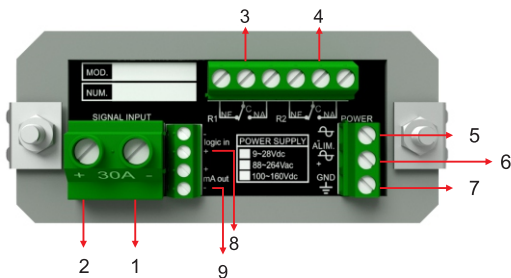 3 4
MOD.
NUM.
R1 NF C NA R2 NF C NA
SIGNAL INPUT
POWER
- logic in +
POWER SUPPLY
9~28Vdc
88~264Vac
100~160Vdc
ALIM.
+
GND
+ 30A -
+ mA out -
5
6
7
2 1 8
9